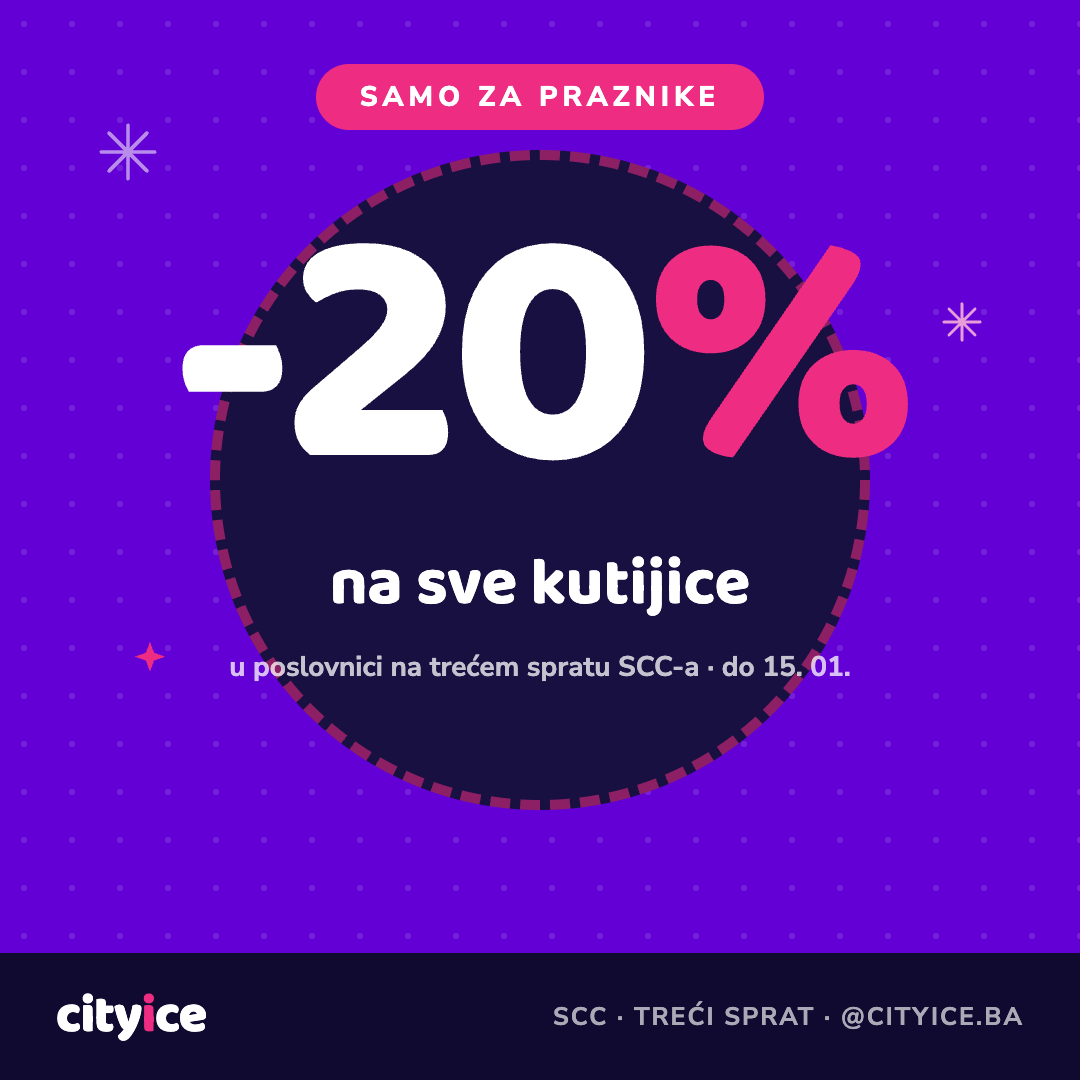 SAMO ZA PRAZNIKE
-20%
na sve kutijice
u poslovnici na trećem spratu SCC-a · do 15. 01.
cityice
SCC · TREĆI SPRAT · @CITYICE.BA